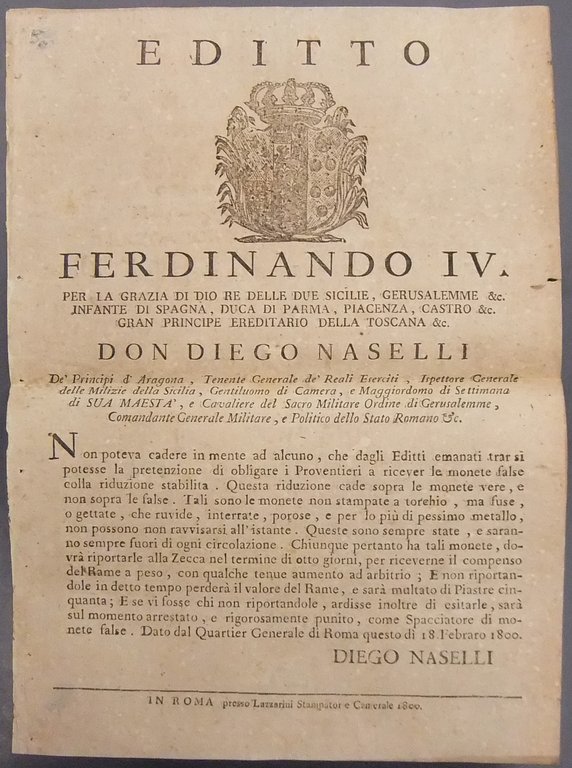 EDITTO
FERDINANDO IV.
PER LA GRAZIA DI DIO RE DELLE DUE SICILIE, GERUSALEMME &c.
INFANTE DI SPAGNA, DUCA DI PARMA, PIACENZA, CASTRO &c.
GRAN PRINCIPE EREDITARIO DELLA TOSCANA &c.
DON DIEGO NASELLI
De' Principi d' Aragona, Tenente Generale de' Reali Eserciti, Ispettore Generale
delle Milizie della Sicilia, Gentiluomo di Camera, e Maggiordomo di Settimana
di SUA MAESTA', e Cavaliere del Sacro Militare Ordine di Gerusalemme,
Comandante Generale Militare, e Politico dello Stato Romano &c.
Non poteva cadere in mente ad alcuno, che dagli Editti emanati trar si
potesse la pretenzione di obligare i Proventieri a ricever le monete false
colla riduzione stabilita. Questa riduzione cade sopra le monete vere, e
non sopra le false. Tali sono le monete non stampate a torchio, ma fuse,
o gettate, che ruvide, interrate, porose, e per lo più di pessimo metallo,
non possono non ravvisarsi all'istante. Queste sono sempre state, e saran-
no sempre fuori di ogni circolazione. Chiunque pertanto ha tali monete, do-
vrà riportarle alla Zecca nel termine di otto giorni, per riceverne il compenso
del Rame a peso, con qualche tenue aumento ad arbitrio; E non riportan-
dole in detto tempo perderà il valore del Rame, e sarà multato di Piastre cin-
quanta; E se vi fosse chi non riportandole, ardisse inoltre di esitarle, sarà
sul momento arrestato, e rigorosamente punito, come Spacciatore di mo-
nete false. Dato dal Quartier Generale di Roma questo dì 18. Febraro 1800.
DIEGO NASELLI
IN ROMA presso Lazzarini Stampatore Camerale 1800.